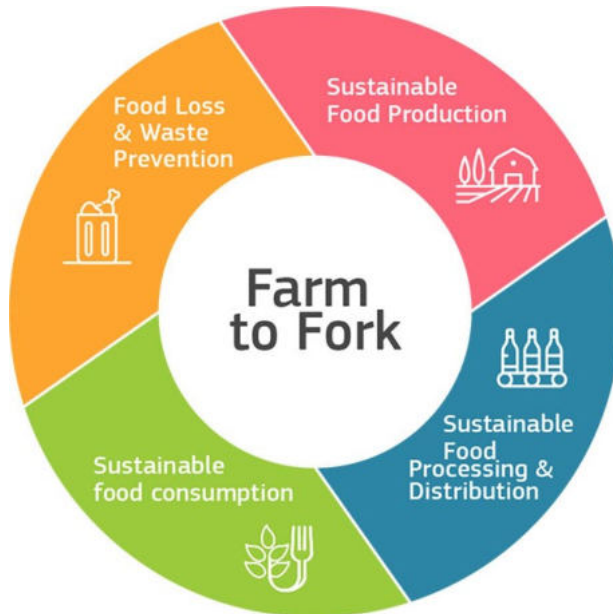 Food Loss
& Waste
Prevention
Sustainable
Food Production
Farm
to Fork
Sustainable
Food
Processing &
Distribution
Sustainable
food consumption